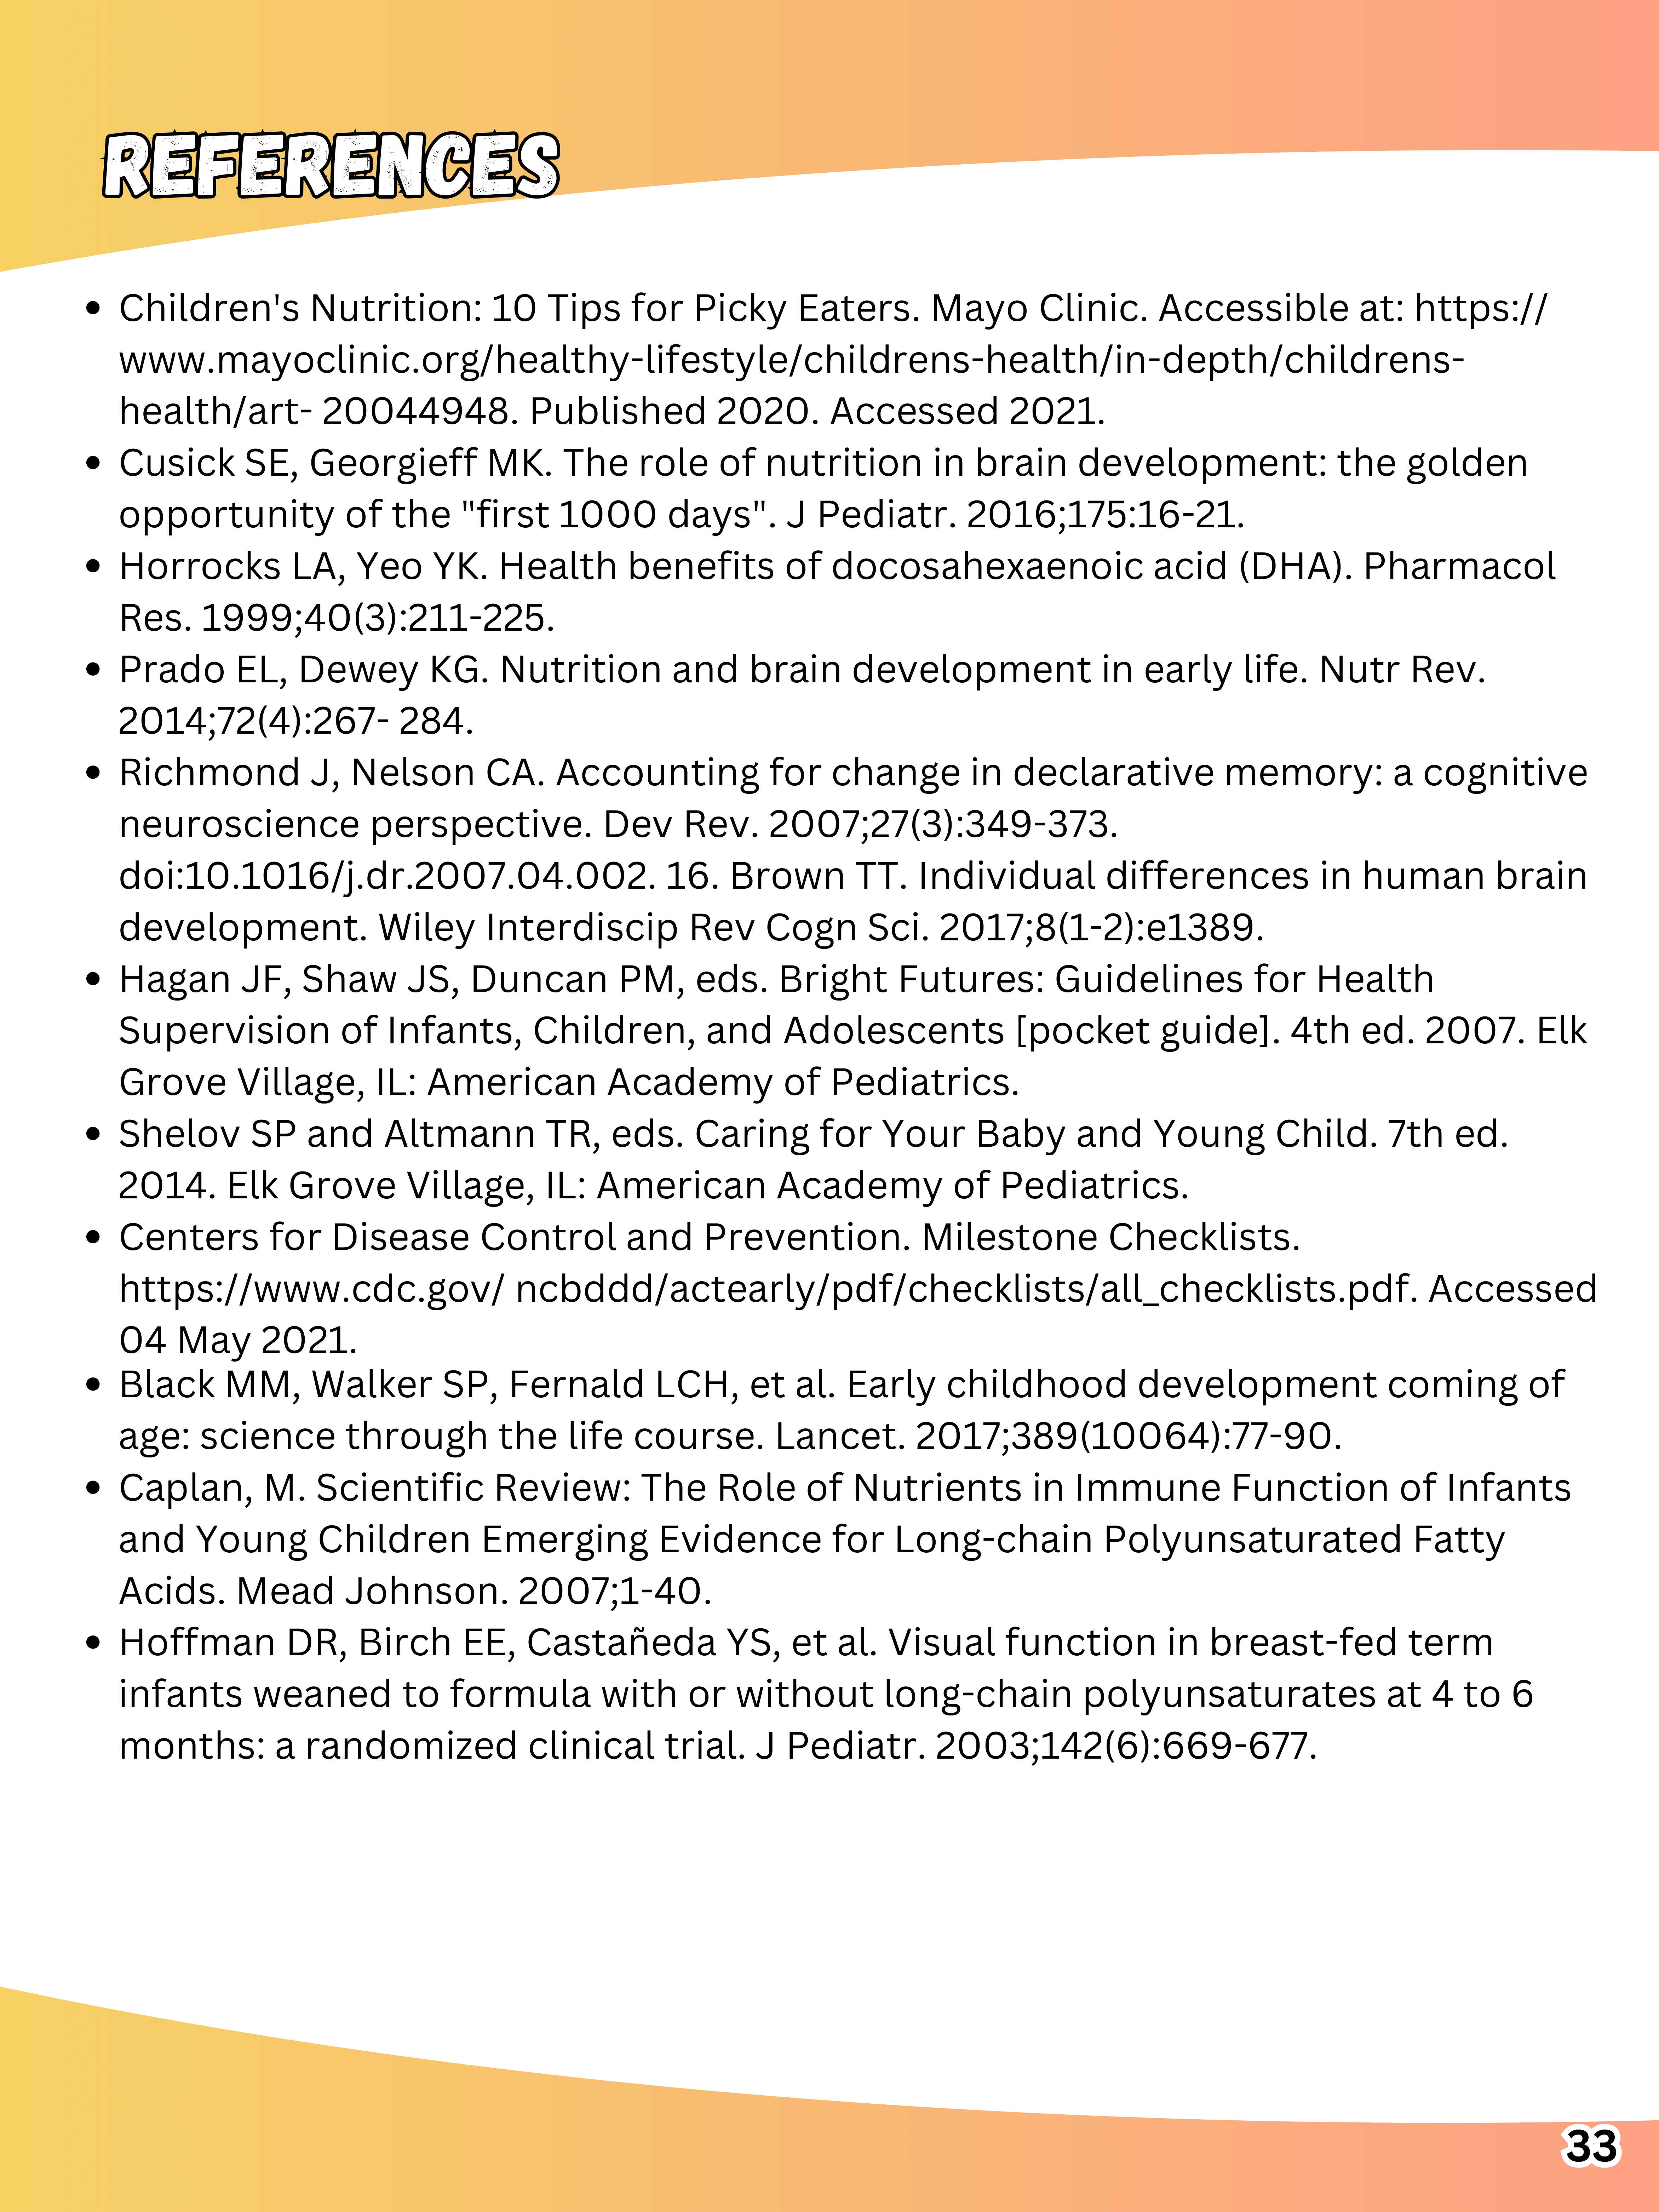 REFERENCES
• Children's Nutrition: 10 Tips for Picky Eaters. Mayo Clinic. Accessible at: https://
www.mayoclinic.org/healthy-lifestyle/childrens-health/in-depth/childrens-
health/art- 20044948. Published 2020. Accessed 2021.
• Cusick SE, Georgieff MK. The role of nutrition in brain development: the golden
opportunity of the "first 1000 days". J Pediatr. 2016;175:16-21.
• Horrocks LA, Yeo YK. Health benefits of docosahexaenoic acid (DHA). Pharmacol
Res. 1999;40(3):211-225.
• Prado EL, Dewey KG. Nutrition and brain development in early life. Nutr Rev.
2014;72(4):267- 284.
• Richmond J, Nelson CA. Accounting for change in declarative memory: a cognitive
neuroscience perspective. Dev Rev. 2007;27(3):349-373.
doi:10.1016/j.dr.2007.04.002. 16. Brown TT. Individual differences in human brain
development. Wiley Interdiscip Rev Cogn Sci. 2017;8(1-2):e1389.
• Hagan JF, Shaw JS, Duncan PM, eds. Bright Futures: Guidelines for Health
Supervision of Infants, Children, and Adolescents [pocket guide]. 4th ed. 2007. Elk
Grove Village, IL: American Academy of Pediatrics.
• Shelov SP and Altmann TR, eds. Caring for Your Baby and Young Child. 7th ed.
2014. Elk Grove Village, IL: American Academy of Pediatrics.
• Centers for Disease Control and Prevention. Milestone Checklists.
https://www.cdc.gov/ ncbddd/actearly/pdf/checklists/all_checklists.pdf. Accessed
04 May 2021.
• Black MM, Walker SP, Fernald LCH, et al. Early childhood development coming of
age: science through the life course. Lancet. 2017;389(10064):77-90.
• Caplan, M. Scientific Review: The Role of Nutrients in Immune Function of Infants
and Young Children Emerging Evidence for Long-chain Polyunsaturated Fatty
Acids. Mead Johnson. 2007;1-40.
• Hoffman DR, Birch EE, Castañeda YS, et al. Visual function in breast-fed term
infants weaned to formula with or without long-chain polyunsaturates at 4 to 6
months: a randomized clinical trial. J Pediatr. 2003;142(6):669-677.
33